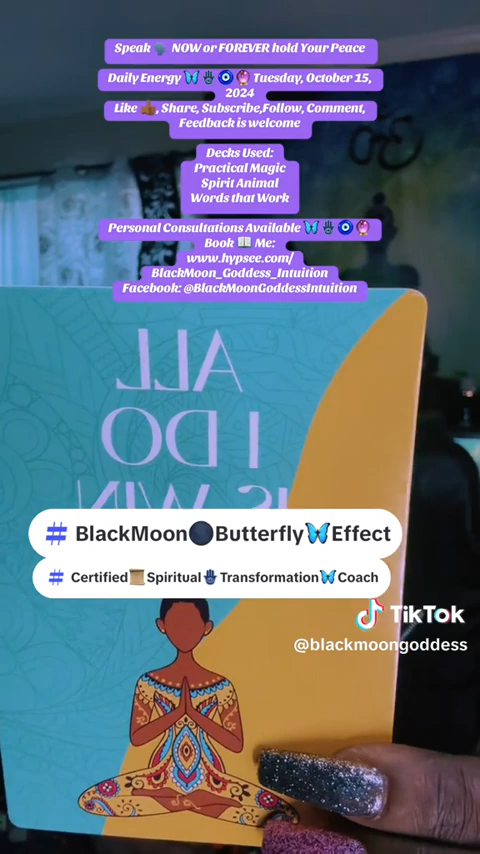 Speak 🗣️ NOW or FOREVER hold Your Peace
Daily Energy 🦋🪬🧿🔮 Tuesday, October 15,
2024
Like 👍🏾, Share, Subscribe,Follow, Comment,
Feedback is welcome
Decks Used:
Practical Magic
Spirit Animal
Words that Work
Personal Consultations Available 🦋🪬🧿🔮
Book 📖 Me:
www.hypsee.com/
BlackMoon_Goddess_Intuition
Facebook: @BlackMoonGoddessIntuition
ALL
I DO
IS WIN
# BlackMoon🌑Butterfly🦋Effect
# Certified📜Spiritual🪬Transformation🦋Coach
TikTok
@blackmoongoddess